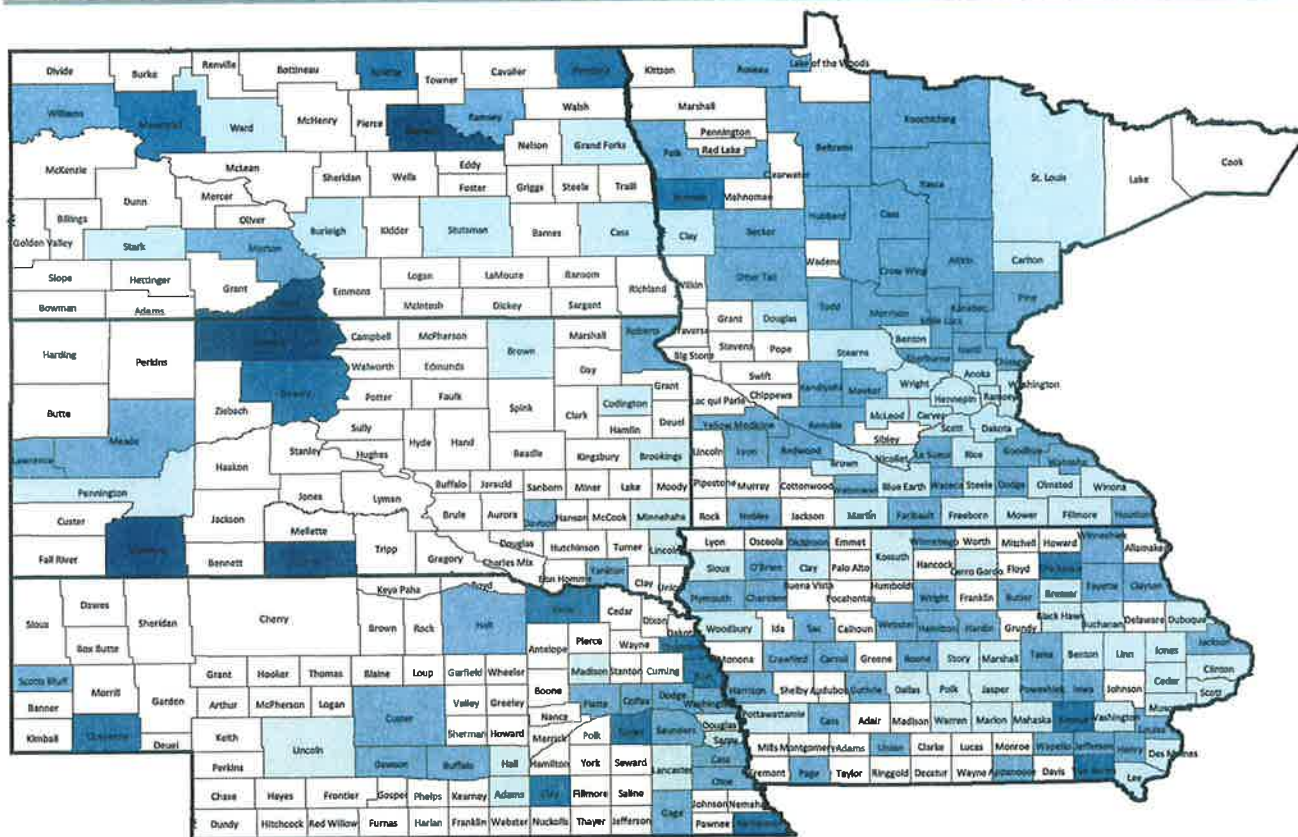 Divide
Burke
Renville
Bottineau
Rolette
Towner
Cavalier
Pembina
Kittson
Roseau
Lake of the Woods
Williams
Mountrail
Ward
McHenry
Pierce
Benson
Ramsey
Walsh
Marshall
Nelson
Grand Forks
Pennington
Red Lake
Polk
Clearwater
Beltrami
Koochiching
Itasca
St. Louis
Lake
Cook
McKenzie
Dunn
McLean
Mercer
Oliver
Sheridan
Wells
Eddy
Foster
Griggs
Steele
Traill
Mahnomen
Billings
Golden Valley
Stark
Morton
Burleigh
Kidder
Stutsman
Barnes
Cass
Clay
Becker
Hubbard
Cass
Slope
Hettinger
Grant
Emmons
Logan
LaMoure
Ransom
Richland
Wilkin
Otter Tail
Wadena
Crow Wing
Aitkin
Carlton
Bowman
Adams
McIntosh
Dickey
Sargent
Todd
Morrison
Mille Lacs
Kanabec
Pine
Harding
Perkins
Dewey
Campbell
McPherson
Brown
Marshall
Roberts
Traverse
Grant
Douglas
Stevens
Pope
Stearns
Benton
Sherburne
Isanti
Chisago
Butte
Ziebach
Walworth
Edmunds
Day
Big Stone
Swift
Chippewa
Kandiyohi
Meeker
Wright
Anoka
Hennepin
Ramsey
Washington
Potter
Faulk
Spink
Clark
Codington
Grant
Hamlin
Deuel
Lac qui Parle
Yellow Medicine
Renville
McLeod
Carver
Scott
Dakota
Sibley
Meade
Lawrence
Sully
Hyde
Hand
Beadle
Kingsbury
Brookings
Lincoln
Lyon
Redwood
Brown
Nicollet
Le Sueur
Rice
Goodhue
Wabasha
Haakon
Stanley
Hughes
Pennington
Jones
Lyman
Buffalo
Jerauld
Sanborn
Miner
Lake
Moody
Pipestone
Murray
Cottonwood
Watonwan
Blue Earth
Waseca
Steele
Dodge
Olmsted
Winona
Custer
Jackson
Mellette
Brule
Aurora
Davison
Hanson
McCook
Minnehaha
Rock
Nobles
Jackson
Martin
Faribault
Freeborn
Mower
Fillmore
Houston
Fall River
Bennett
Tripp
Gregory
Douglas
Charles Mix
Hutchinson
Turner
Lincoln
Bon Homme
Yankton
Clay
Union
Lyon
Osceola
Dickinson
Emmet
Kossuth
Winnebago
Worth
Mitchell
Howard
Winneshiek
Allamakee
Sioux
O'Brien
Clay
Palo Alto
Hancock
Cerro Gordo
Floyd
Chickasaw
Fayette
Clayton
Plymouth
Cherokee
Buena Vista
Pocahontas
Humboldt
Wright
Franklin
Butler
Bremer
Sioux
Dawes
Box Butte
Sheridan
Cherry
Keya Paha
Boyd
Brown
Rock
Holt
Knox
Cedar
Dixon
Dakota
Antelope
Pierce
Wayne
Woodbury
Ida
Sac
Calhoun
Webster
Hamilton
Hardin
Grundy
Black Hawk
Buchanan
Delaware
Dubuque
Scotts Bluff
Morrill
Garden
Grant
Hooker
Thomas
Blaine
Loup
Garfield
Wheeler
Madison
Stanton
Cuming
Burt
Monona
Crawford
Carroll
Greene
Boone
Story
Marshall
Tama
Benton
Linn
Jones
Jackson
Banner
Arthur
McPherson
Logan
Custer
Valley
Greeley
Boone
Nance
Platte
Colfax
Dodge
Washington
Harrison
Shelby
Audubon
Guthrie
Dallas
Polk
Jasper
Poweshiek
Iowa
Johnson
Cedar
Clinton
Scott
Kimball
Cheyenne
Deuel
Keith
Lincoln
Sherman
Howard
Merrick
Polk
Butler
Saunders
Douglas
Sarpy
Pottawattamie
Cass
Adair
Madison
Warren
Marion
Mahaska
Keokuk
Washington
Louisa
Perkins
Dawson
Buffalo
Hall
Hamilton
York
Seward
Lancaster
Cass
Otoe
Mills
Montgomery
Adams
Union
Clarke
Lucas
Monroe
Wapello
Jefferson
Henry
Des Moines
Chase
Hayes
Frontier
Gosper
Phelps
Kearney
Adams
Clay
Fillmore
Saline
Gage
Johnson
Nemaha
Fremont
Page
Taylor
Ringgold
Decatur
Wayne
Appanoose
Davis
Van Buren
Lee
Dundy
Hitchcock
Red Willow
Furnas
Harlan
Franklin
Webster
Nuckolls
Thayer
Jefferson
Pawnee